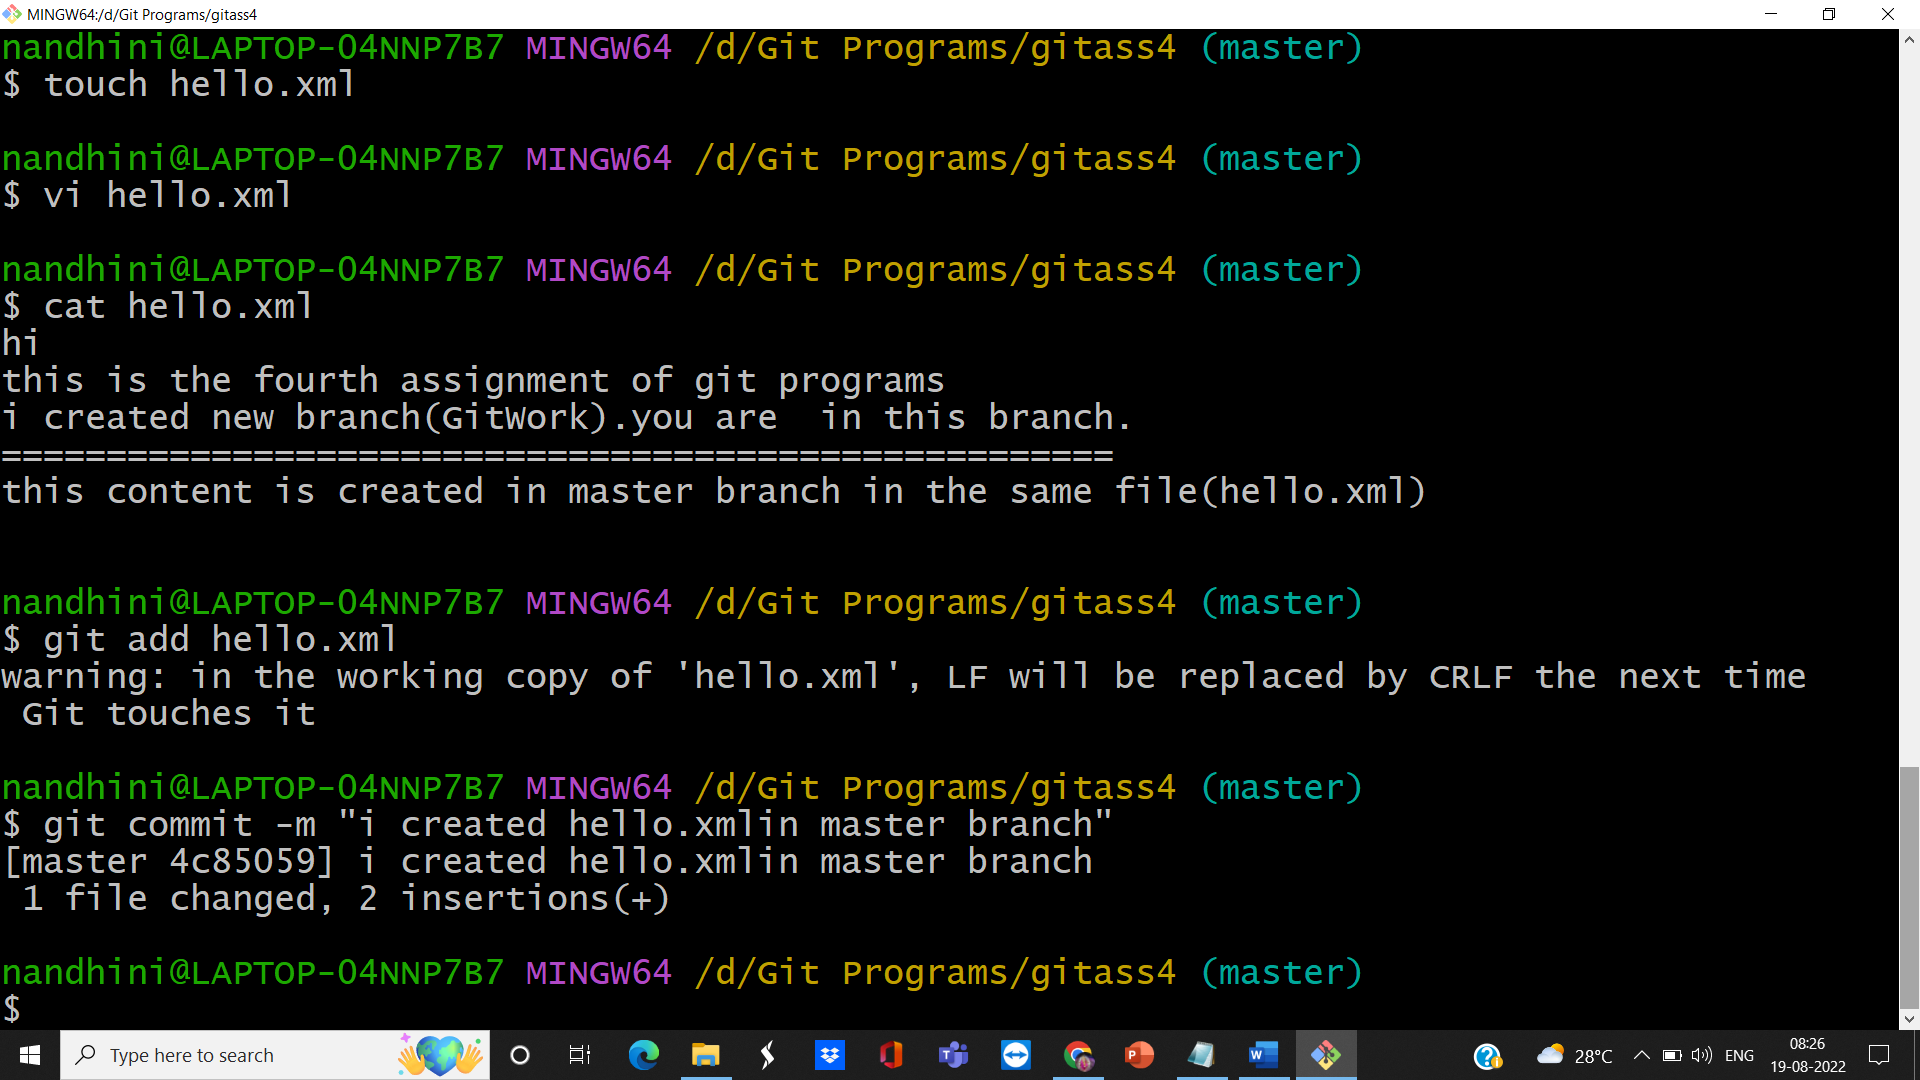 MINGW64:/d/Git Programs/gitass4
nandhini@LAPTOP-O4NNP7B7 MINGW64 /d/Git Programs/gitass4 (master)
$ touch hello.xml
nandhini@LAPTOP-O4NNP7B7 MINGW64 /d/Git Programs/gitass4 (master)
$ vi hello.xml
nandhini@LAPTOP-O4NNP7B7 MINGW64 /d/Git Programs/gitass4 (master)
$ cat hello.xml
hi
this is the fourth assignment of git programs
i created new branch(GitWork).you are  in this branch.
=====================================================
this content is created in master branch in the same file(hello.xml)
nandhini@LAPTOP-O4NNP7B7 MINGW64 /d/Git Programs/gitass4 (master)
$ git add hello.xml
warning: in the working copy of 'hello.xml', LF will be replaced by CRLF the next time
 Git touches it
nandhini@LAPTOP-O4NNP7B7 MINGW64 /d/Git Programs/gitass4 (master)
$ git commit -m "i created hello.xmlin master branch"
[master 4c85059] i created hello.xmlin master branch
 1 file changed, 2 insertions(+)
nandhini@LAPTOP-O4NNP7B7 MINGW64 /d/Git Programs/gitass4 (master)
$
Type here to search
28°C
ENG
08:26
19-08-2022